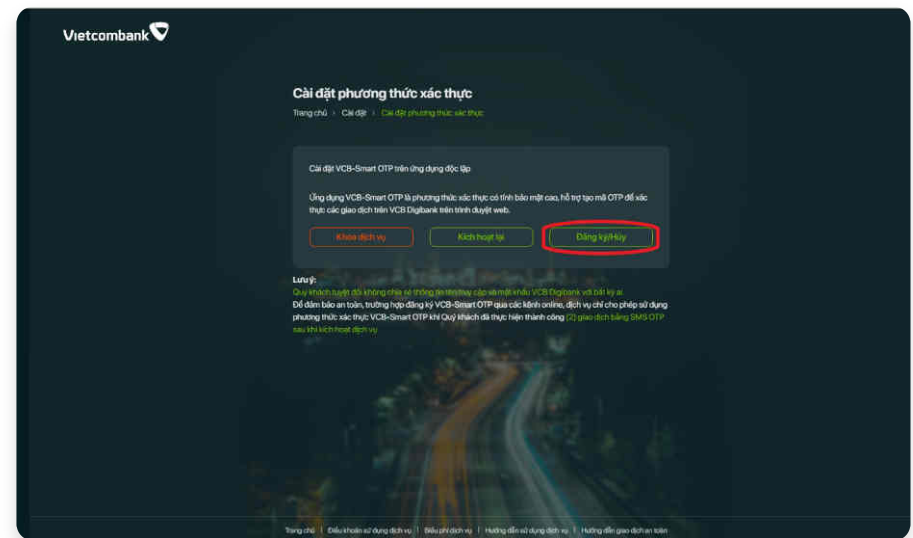 Vietcombank
Cài đặt phương thức xác thực
Trang chủ › Cài đặt › Cài đặt phương thức xác thực
Cài đặt VCB-Smart OTP trên ứng dụng độc lập
Ứng dụng VCB-Smart OTP là phương thức xác thực có tính bảo mật cao, hỗ trợ tạo mã OTP để xác
thực các giao dịch trên VCB Digibank trên trình duyệt web.
Khóa dịch vụ
Kích hoạt lại
Đăng ký/Hủy
Lưu ý:
Quý khách tuyệt đối không chia sẻ thông tin tên truy cập và mật khẩu VCB Digibank với bất kỳ ai.
Để đảm bảo an toàn, trường hợp đăng ký VCB-Smart OTP qua các kênh online, dịch vụ chỉ cho phép sử dụng
phương thức xác thực VCB-Smart OTP khi Quý khách đã thực hiện thành công (2) giao dịch bằng SMS OTP
sau khi kích hoạt dịch vụ
Trang chủ | Điều khoản sử dụng dịch vụ | Biểu phí dịch vụ | Hướng dẫn sử dụng dịch vụ | Hướng dẫn giao dịch an toàn